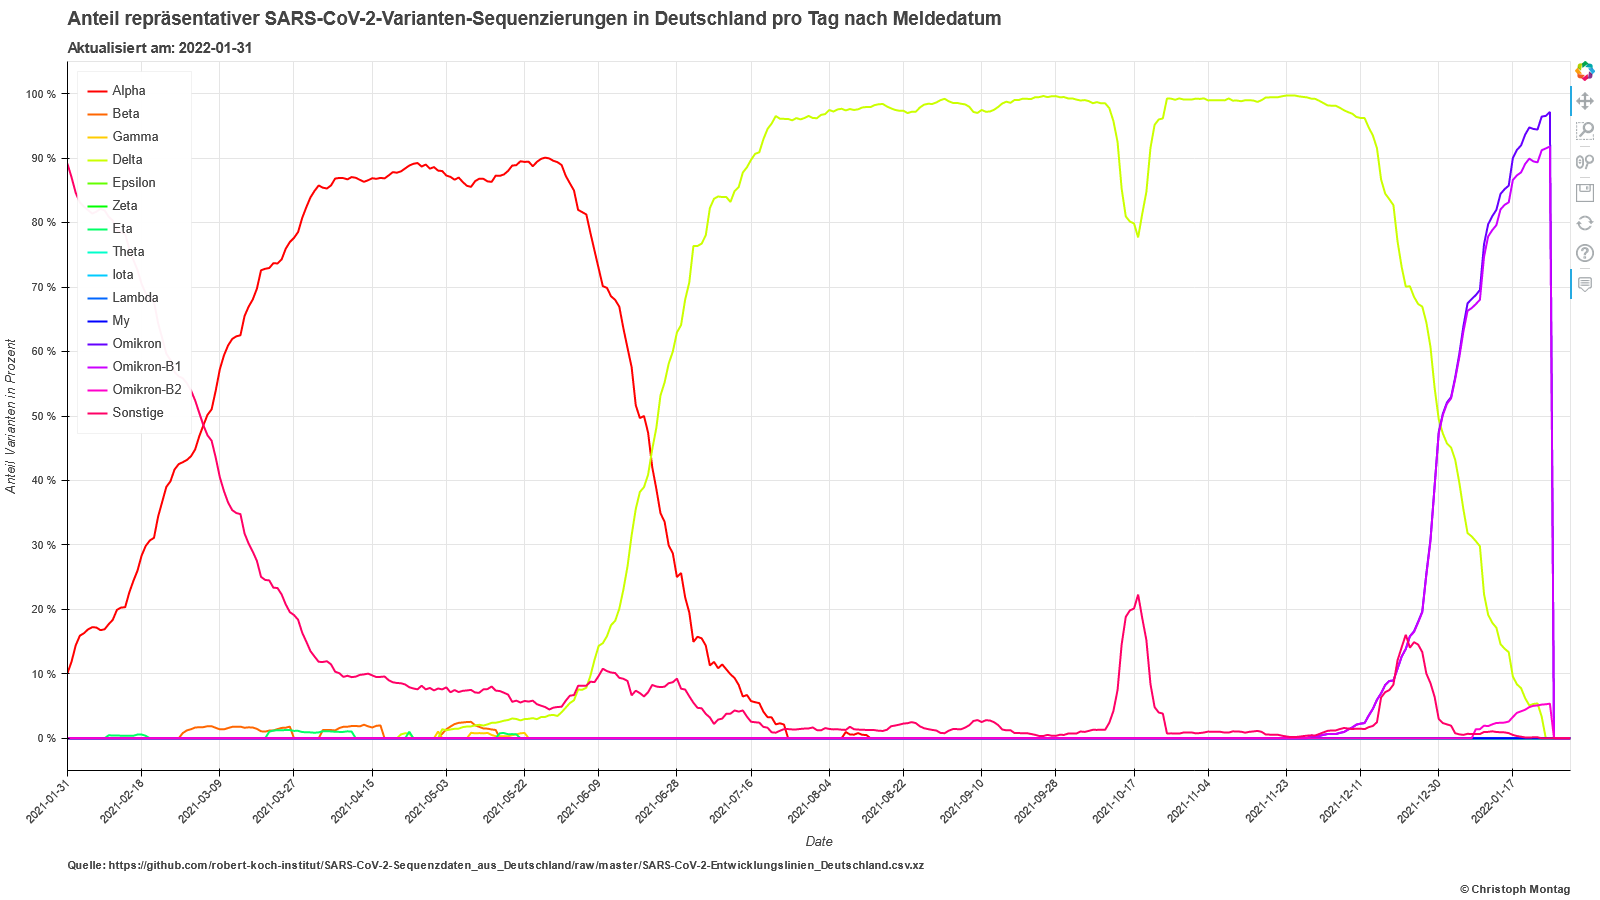 Anteil repräsentativer SARS-CoV-2-Varianten-Sequenzierungen in Deutschland pro Tag nach Meldedatum
Aktualisiert am: 2022-01-31
Alpha
Beta
Gamma
Delta
Epsilon
Zeta
Eta
Theta
Iota
Lambda
My
Omikron
Omikron-B1
Omikron-B2
Sonstige
Anteil Varianten in Prozent
100 %
90 %
80 %
70 %
60 %
50 %
40 %
30 %
20 %
10 %
0 %
2021-01-31
2021-02-18
2021-03-09
2021-03-27
2021-04-15
2021-05-03
2021-05-22
2021-06-09
2021-06-28
2021-07-16
2021-08-04
2021-08-22
2021-09-10
2021-09-28
2021-10-17
2021-11-04
2021-11-23
2021-12-11
2021-12-30
2022-01-17
Date
Quelle: https://github.com/robert-koch-institut/SARS-CoV-2-Sequenzdaten_aus_Deutschland/raw/master/SARS-CoV-2-Entwicklungslinien_Deutschland.csv.xz
© Christoph Montag